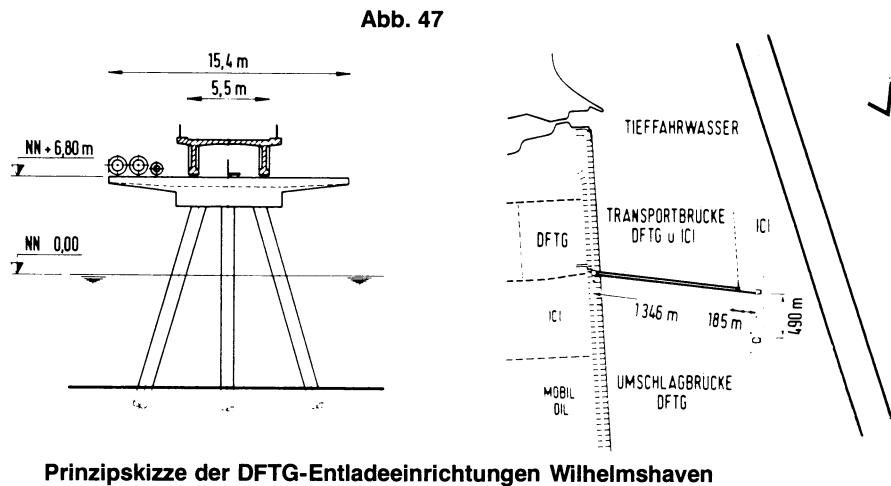 Abb. 47
15,4 m
5,5 m
NN + 6,80 m
NN 0,00
TIEFFAHRWASSER
TRANSPORTBRÜCKE
DFTG u ICI
ICI
DFTG
1346 m
185 m
490 m
ICI
MOBIL
OIL
UMSCHLAGBRÜCKE
DFTG
Prinzipskizze der DFTG-Entladeeinrichtungen Wilhelmshaven